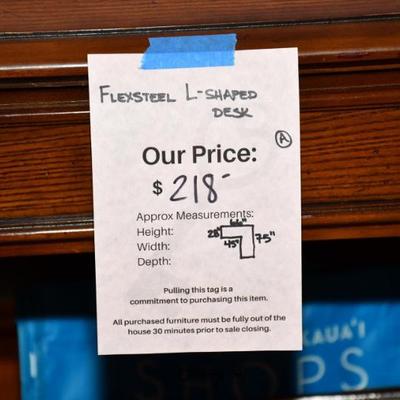 FLEXSTEEL L-SHAPED
DESK
A
Our Price:
$ 218-
Approx Measurements:
Height:
Width:
Depth:
28"
45"
75"
Pulling this tag is a
commitment to purchasing this item.
All purchased furniture must be fully out of the
house 30 minutes prior to sale closing.
KAUA'I
SHOPS